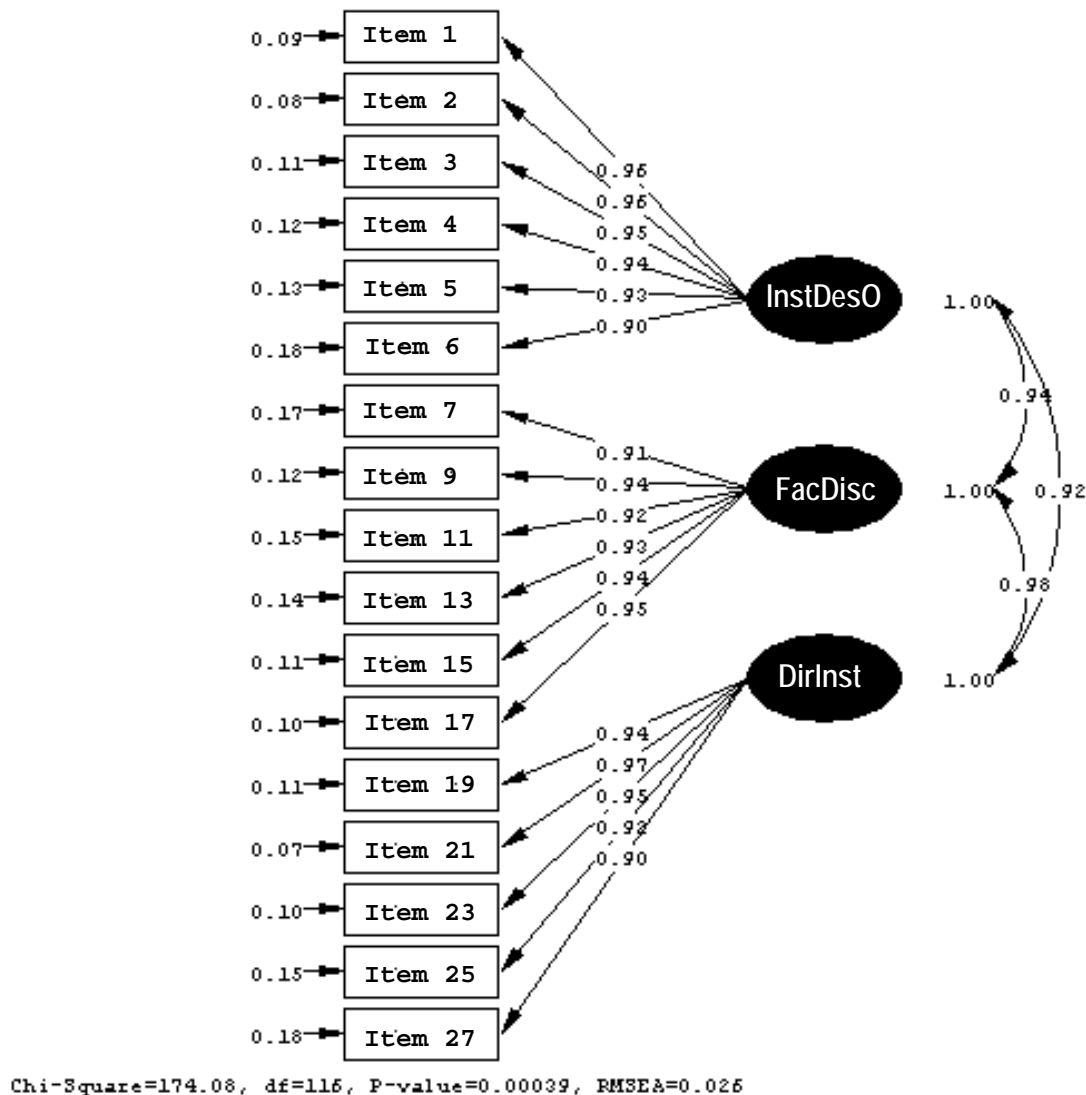 0.09 Item 1
0.08 Item 2
0.11 Item 3
0.12 Item 4
0.13 Item 5
0.18 Item 6
0.17 Item 7
0.12 Item 9
0.15 Item 11
0.14 Item 13
0.11 Item 15
0.10 Item 17
0.11 Item 19
0.07 Item 21
0.10 Item 23
0.15 Item 25
0.18 Item 27
0.96
0.96
0.95
0.94
0.93
0.90
0.91
0.94
0.92
0.93
0.94
0.95
0.94
0.97
0.95
0.92
0.90
InstDesO 1.00
FacDisc 1.00
DirInst 1.00
0.94
0.92
0.98
Chi-Square=174.08, df=116, P-value=0.00039, RMSEA=0.026